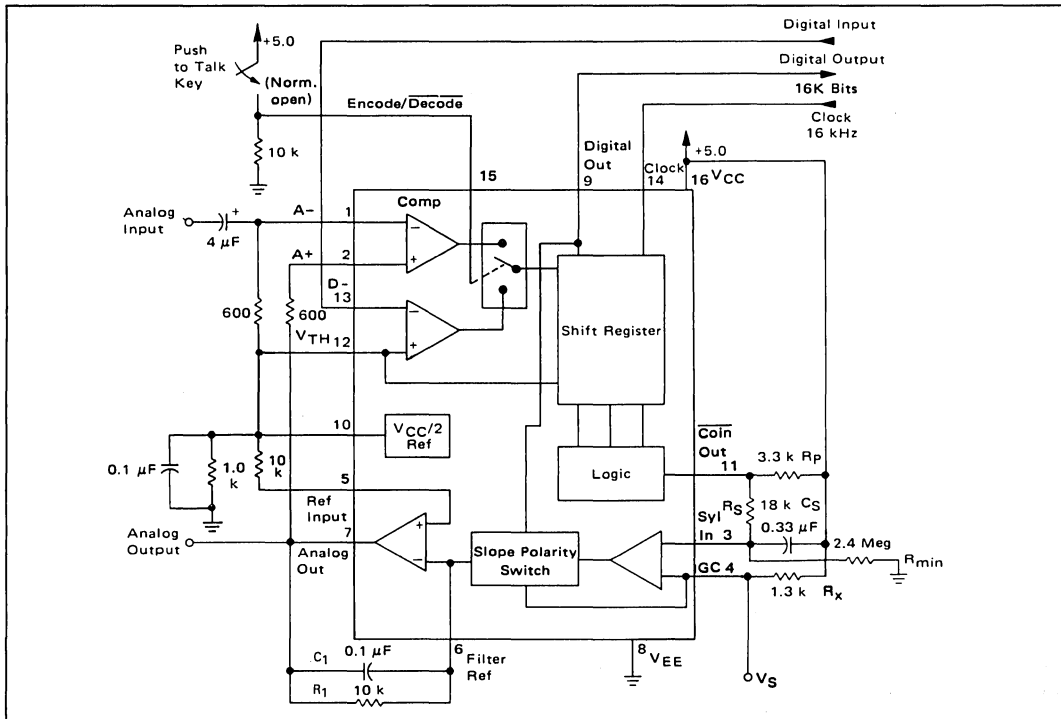 Digital Input
Push
to Talk
Key
+5.0
(Norm.
open)
Digital Output
16K Bits
Clock
16 kHz
Encode/Decode
10 k
15
Digital
Out
9
Clock
14
+5.0
16 VCC
Comp
Analog
Input
+
4 μF
A−
1
−
A+
2
+
D−
13
−
600
600
VTH 12
+
Shift Register
10
VCC/2
Ref
Coin
Out
11
3.3 k RP
Logic
0.1 μF
1.0
k
10
k
5
Ref
Input
RS
18 k
CS
0.33 μF
Syl
In 3
Analog
Output
7
Analog
Out
+
−
Slope Polarity
Switch
2.4 Meg
Rmin
GC 4
1.3 k
Rx
C1
0.1 μF
6
Filter
Ref
8
VEE
R1
10 k
VS